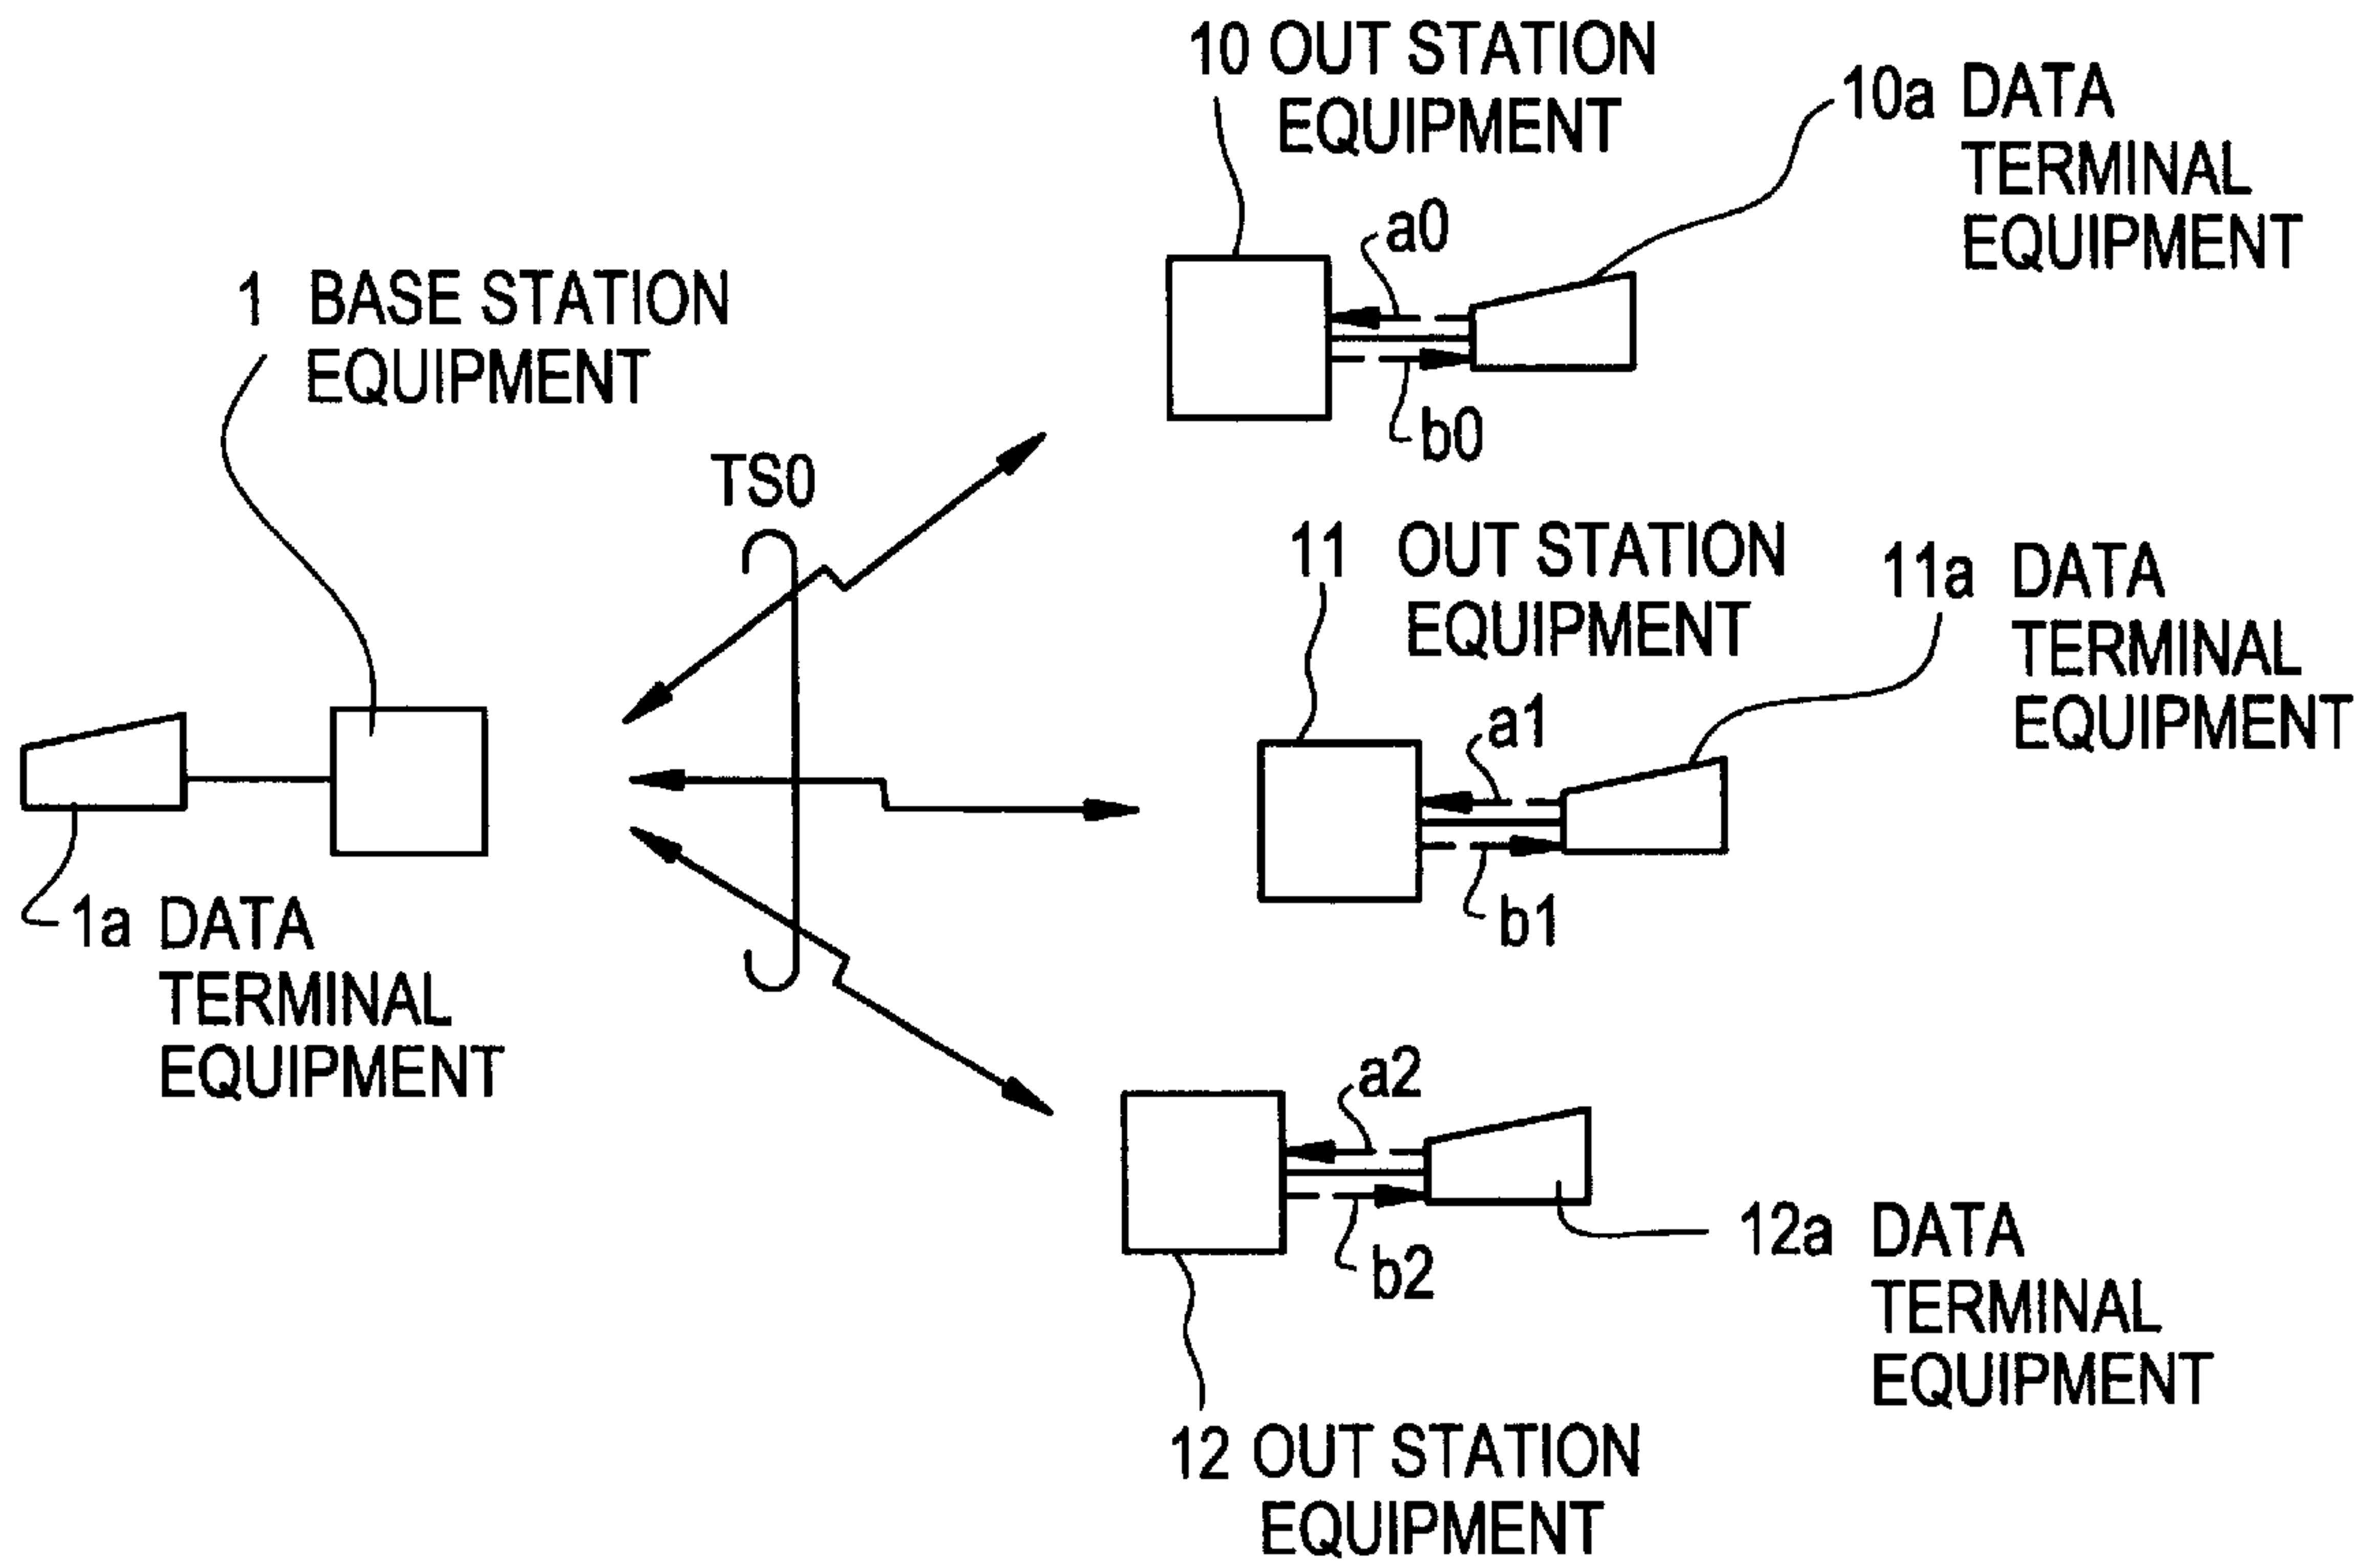 10 OUT STATION
EQUIPMENT
10a DATA
TERMINAL
EQUIPMENT
a0
b0
1 BASE STATION
EQUIPMENT
TS0
11 OUT STATION
EQUIPMENT
11a DATA
TERMINAL
EQUIPMENT
a1
b1
1a DATA
TERMINAL
EQUIPMENT
a2
b2
12a DATA
TERMINAL
EQUIPMENT
12 OUT STATION
EQUIPMENT